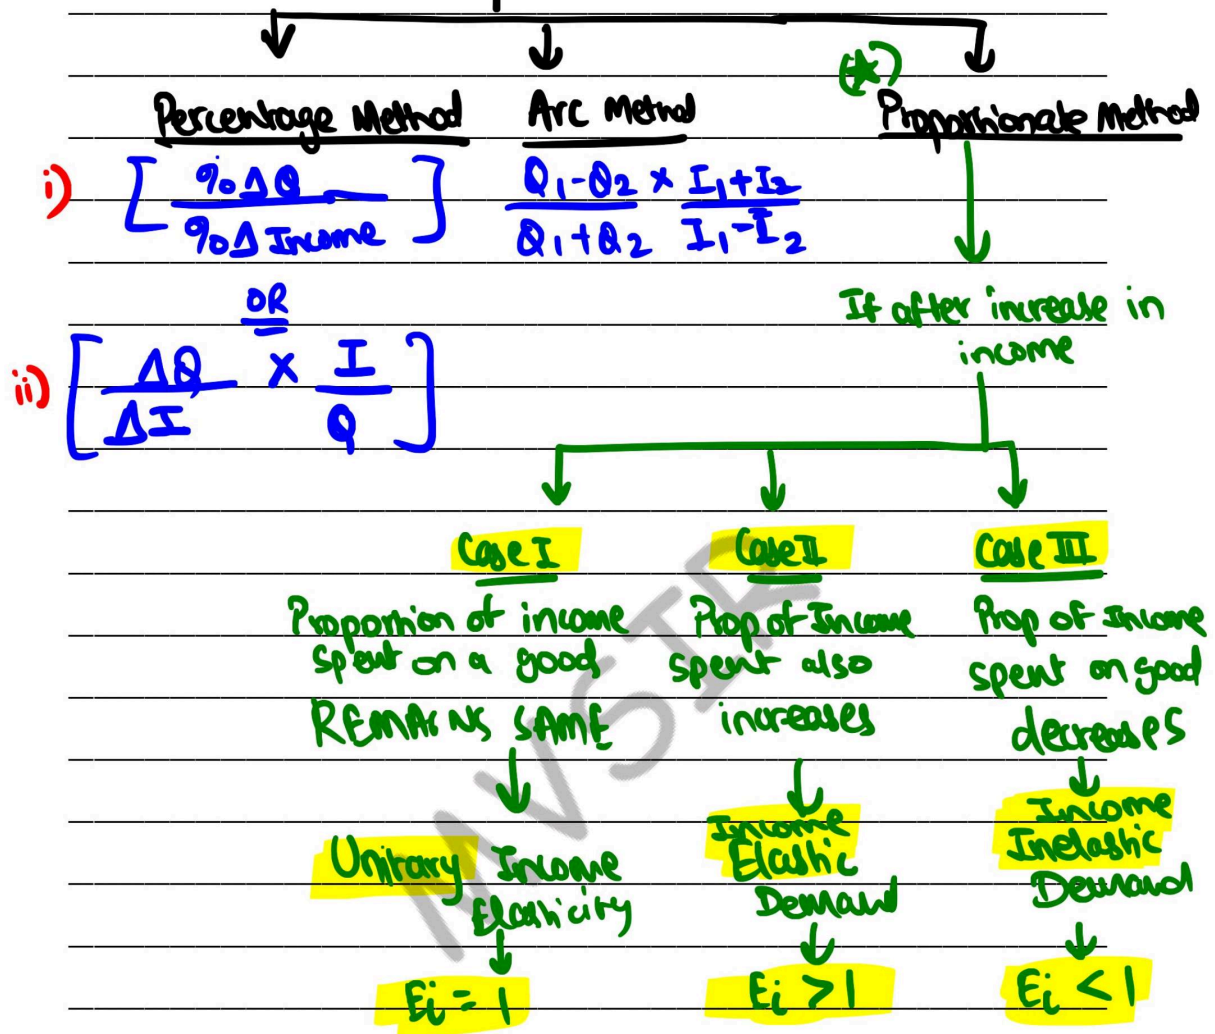 (★)
Percentage Method
Arc Method
Proportionate Method
i) [ %ΔQ / %Δ Income ]
Q1-Q2 / Q1+Q2 × I1+I2 / I1-I2
OR
ii) [ ΔQ / ΔI × I / Q ]
If after increase in
income
Case I
Proportion of income
spent on a good
REMAINS SAME
Unitary Income
Elasticity
Ei = 1
Case II
Prop of Income
spent also
increases
Income
Elastic
Demand
Ei > 1
Case III
Prop of Income
spent on good
decreases
Income
Inelastic
Demand
Ei < 1
MVSIR